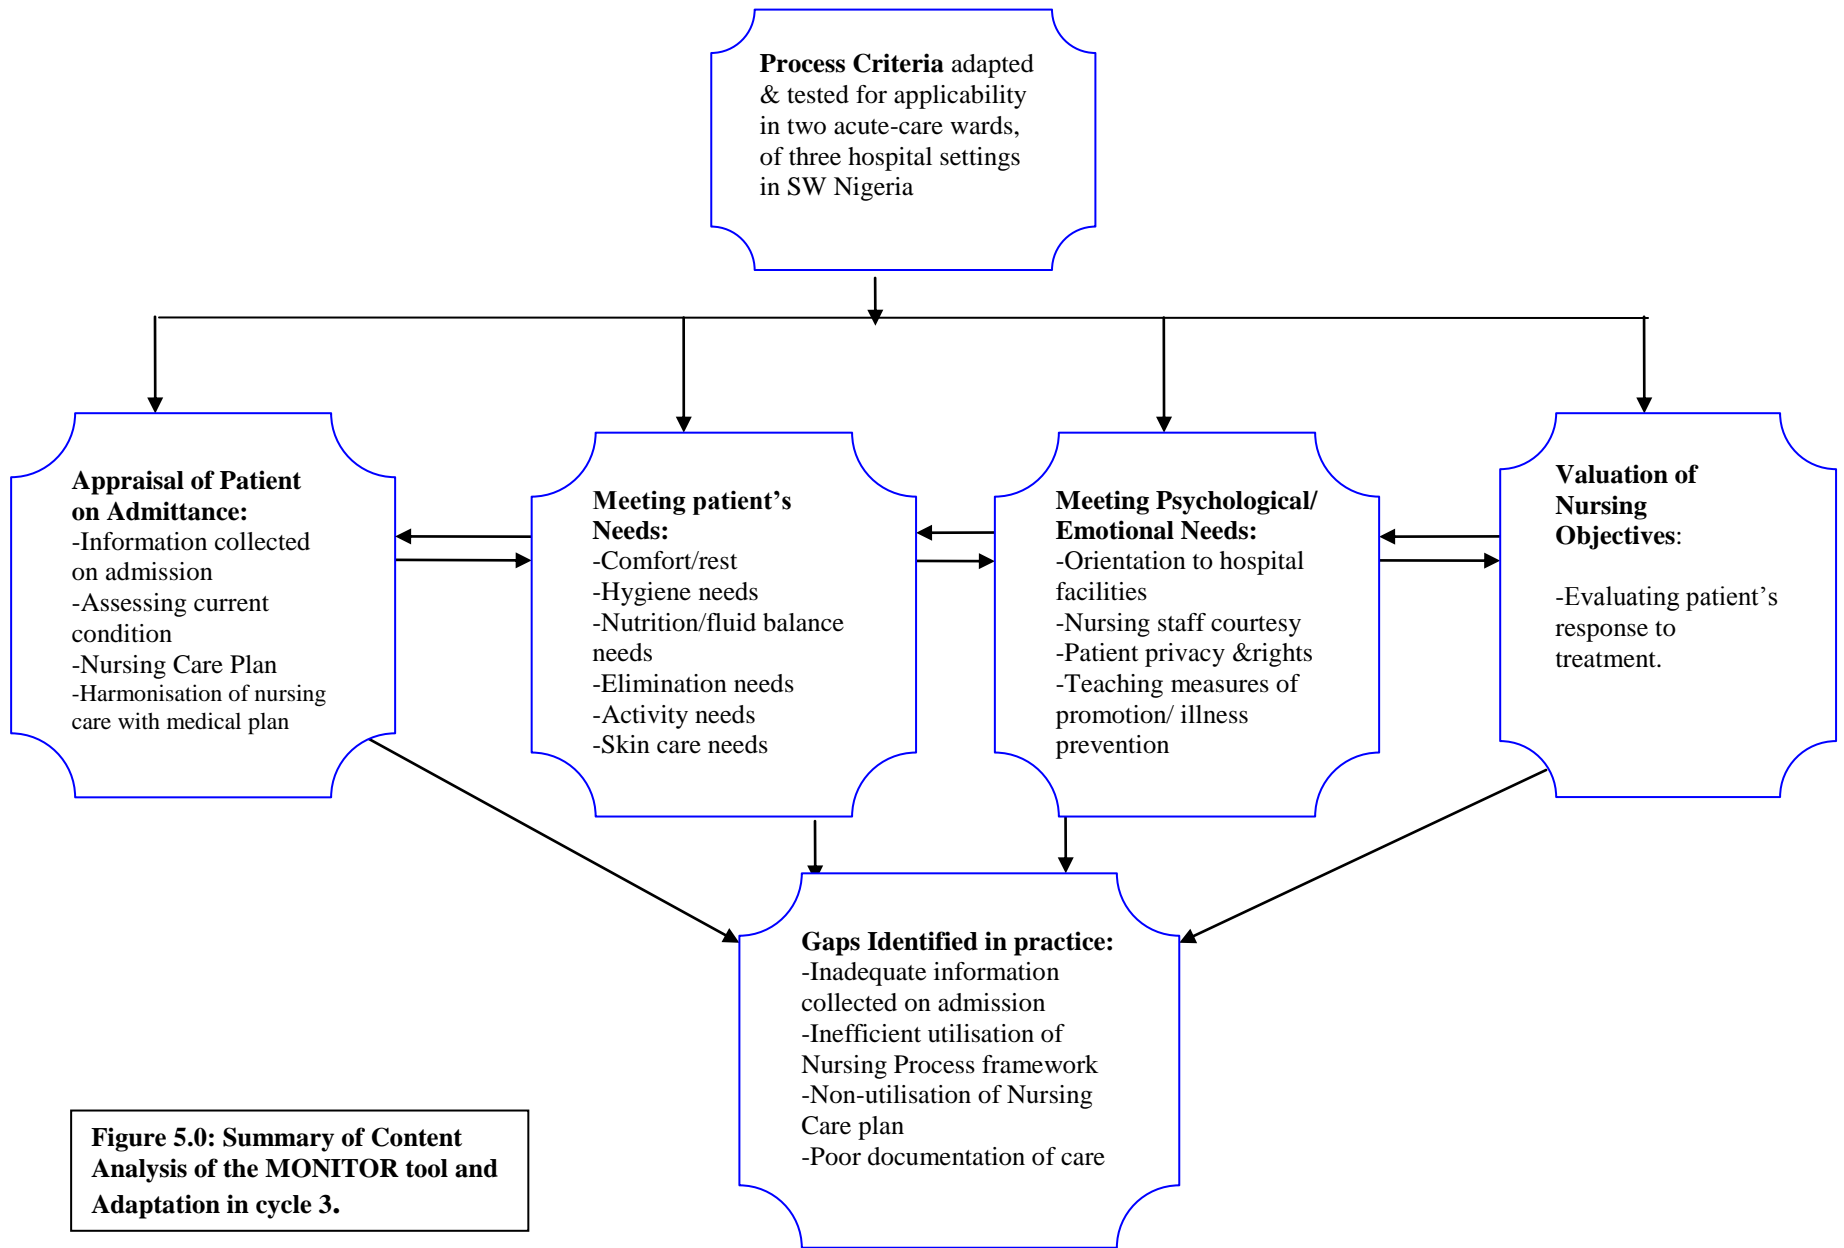 Process Criteria adapted
& tested for applicability
in two acute-care wards,
of three hospital settings
in SW Nigeria
Appraisal of Patient
on Admittance:
-Information collected
on admission
-Assessing current
condition
-Nursing Care Plan
-Harmonisation of nursing
care with medical plan
Meeting patient’s
Needs:
-Comfort/rest
-Hygiene needs
-Nutrition/fluid balance
needs
-Elimination needs
-Activity needs
-Skin care needs
Meeting Psychological/
Emotional Needs:
-Orientation to hospital
facilities
-Nursing staff courtesy
-Patient privacy &rights
-Teaching measures of
promotion/ illness
prevention
Valuation of
Nursing
Objectives:
-Evaluating patient’s
response to
treatment.
Gaps Identified in practice:
-Inadequate information
collected on admission
-Inefficient utilisation of
Nursing Process framework
-Non-utilisation of Nursing
Care plan
-Poor documentation of care
Figure 5.0: Summary of Content
Analysis of the MONITOR tool and
Adaptation in cycle 3.